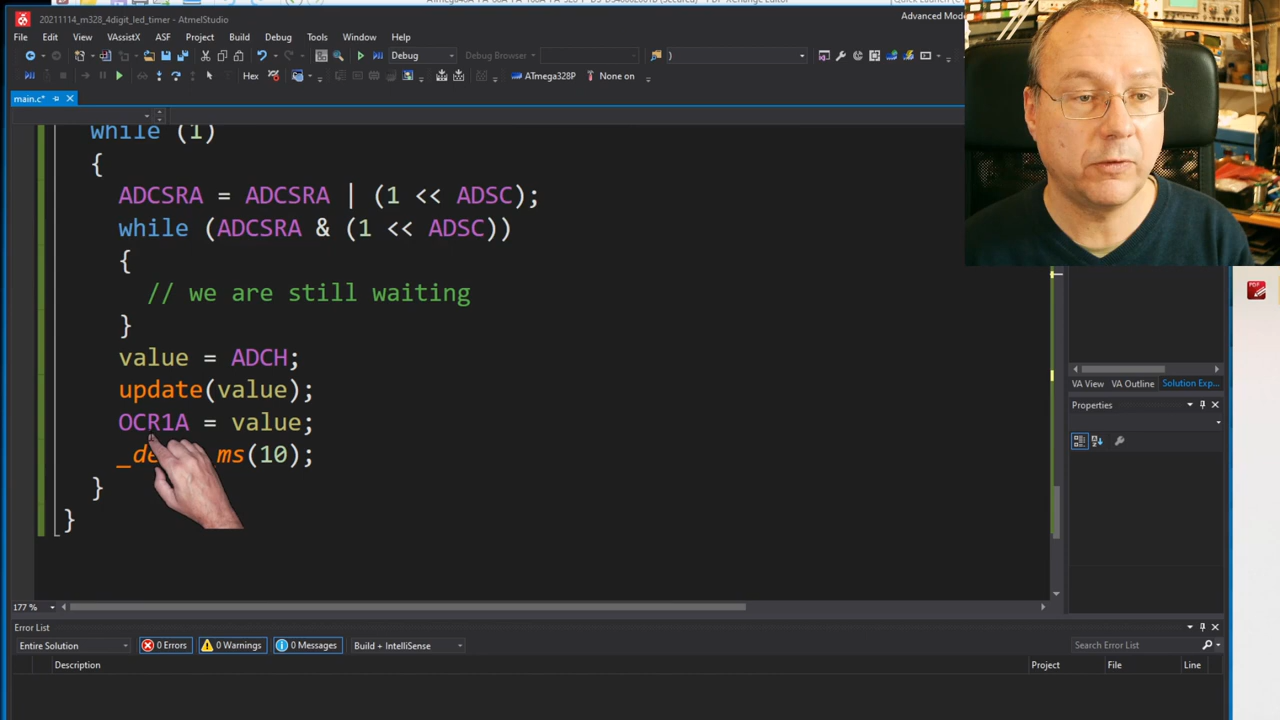 20211114_m328_4digit_led_timer - AtmelStudio
Advanced Mode
File Edit View VAssistX ASF Project Build Debug Tools Window Help
Debug Debug Browser )
Hex ATmega328P None on
main.c*
while (1)
{
ADCSRA = ADCSRA | (1 << ADSC);
while (ADCSRA & (1 << ADSC))
{
// we are still waiting
}
value = ADCH;
update(value);
OCR1A = value;
ms(10);
}
}
PDF
VA View VA Outline Solution Exp...
Properties
177 %
Error List
Entire Solution 0 Errors 0 Warnings 0 Messages Build + IntelliSense Search Error List
Description Project File Line